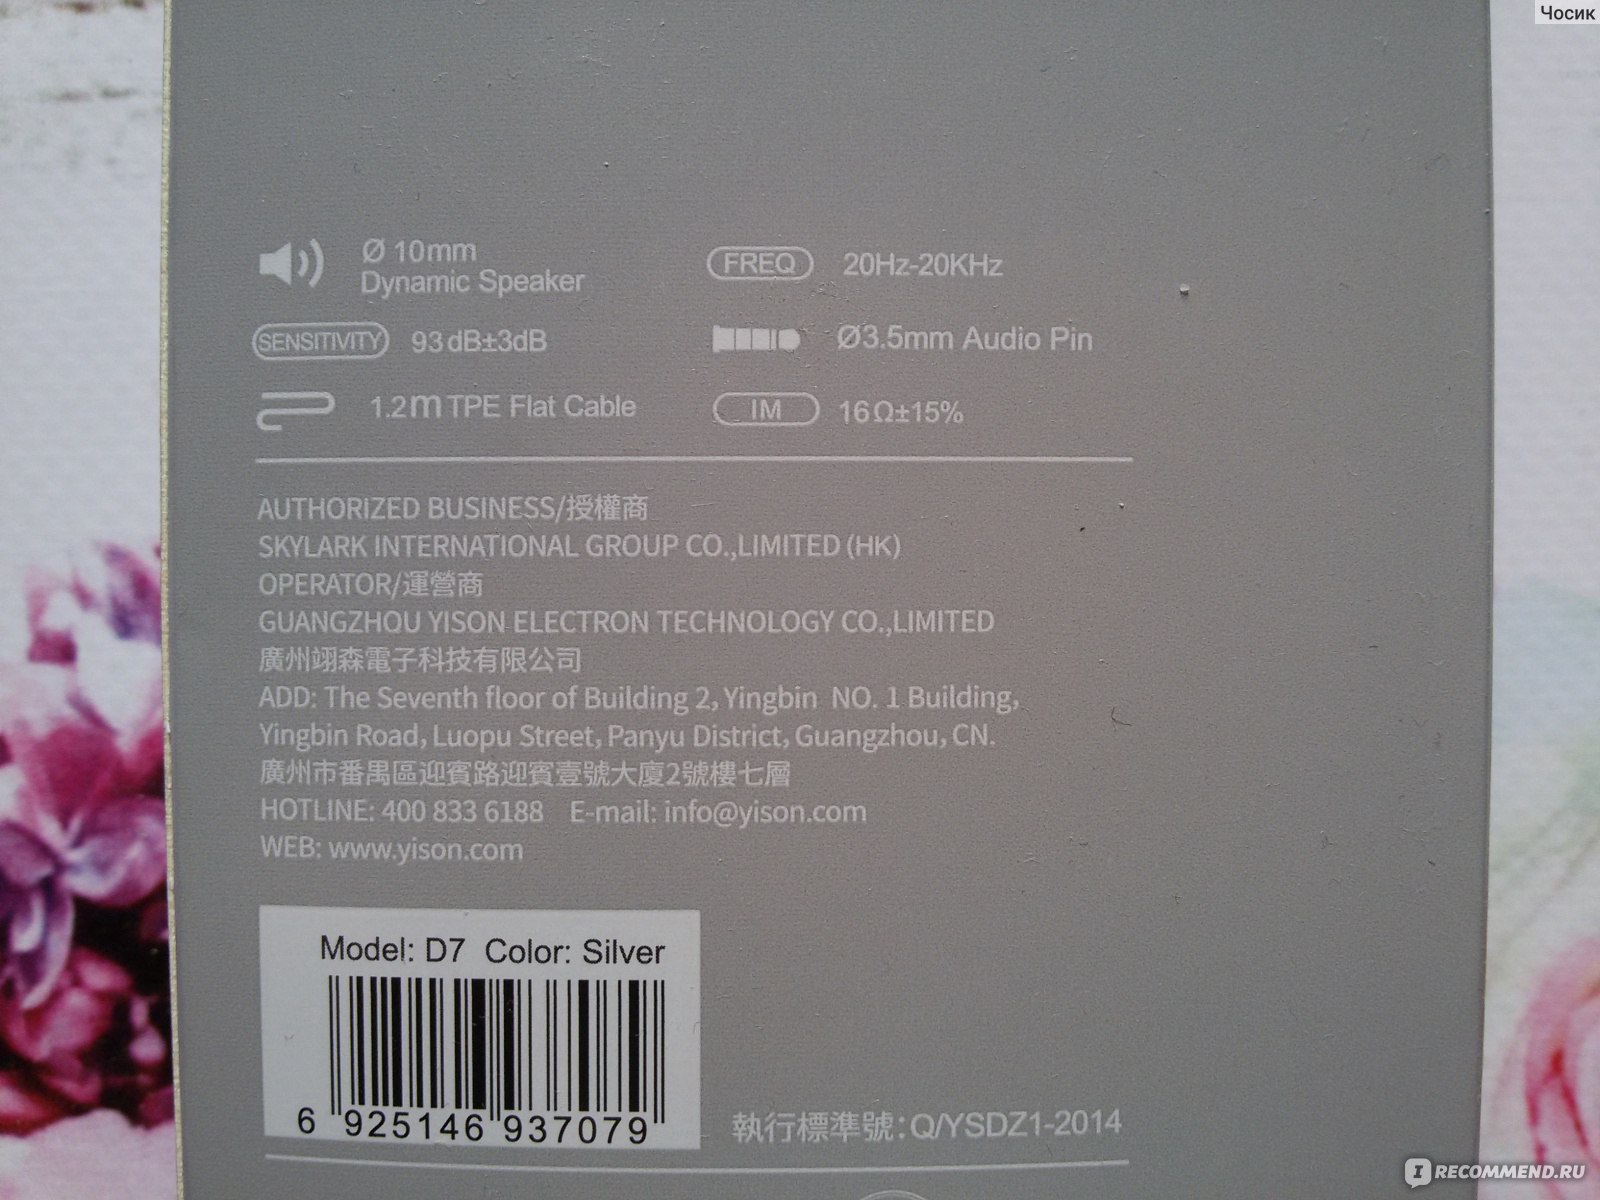 Чосик
Ø 10mm
Dynamic Speaker
FREQ 20Hz-20KHz
SENSITIVITY 93dB±3dB
Ø3.5mm Audio Pin
1.2m TPE Flat Cable
IM 16Ω±15%
AUTHORIZED BUSINESS/授權商
SKYLARK INTERNATIONAL GROUP CO.,LIMITED (HK)
OPERATOR/運營商
GUANGZHOU YISON ELECTRON TECHNOLOGY CO.,LIMITED
廣州翊森電子科技有限公司
ADD: The Seventh floor of Building 2, Yingbin NO. 1 Building,
Yingbin Road, Luopu Street, Panyu District, Guangzhou, CN.
廣州市番禺區迎賓路迎賓壹號大廈2號樓七層
HOTLINE: 400 833 6188 E-mail: info@yison.com
WEB: www.yison.com
Model: D7 Color: Silver
6 925146 937079
執行標準號：Q/YSDZ1-2014
IRECOMMEND.RU